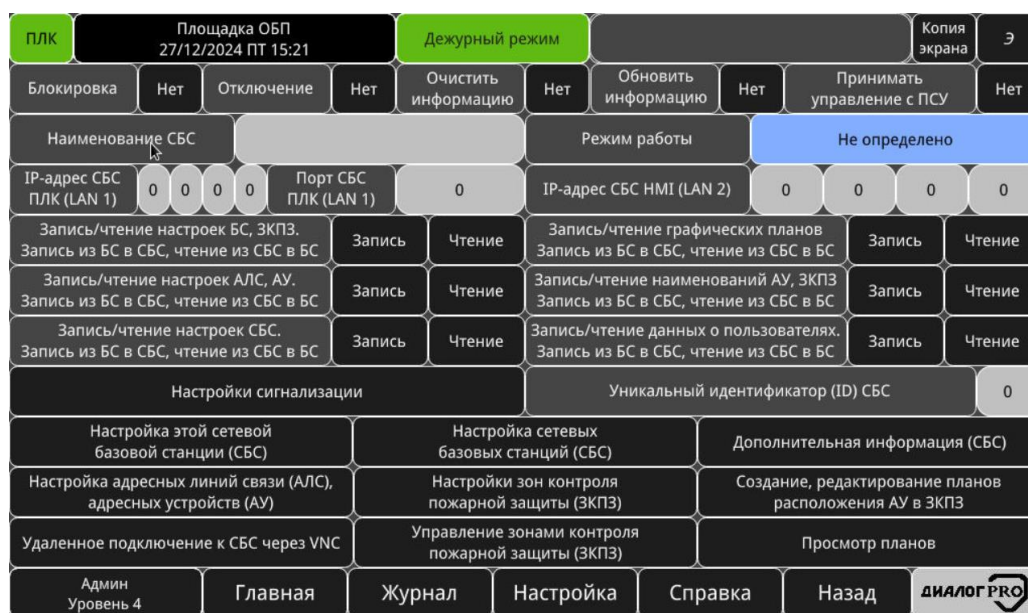 ПЛК
Площадка ОБП
27/12/2024 ПТ 15:21
Дежурный режим
Копия
экрана
Э
Блокировка
Нет
Отключение
Нет
Очистить
информацию
Нет
Обновить
информацию
Нет
Принимать
управление с ПСУ
Нет
Наименование СБС
Режим работы
Не определено
IP-адрес СБС
ПЛК (LAN 1)
0 0 0 0
Порт СБС
ПЛК (LAN 1)
0
IP-адрес СБС HMI (LAN 2)
0 0 0 0
Запись/чтение настроек БС, ЗКПЗ.
Запись из БС в СБС, чтение из СБС в БС
Запись
Чтение
Запись/чтение графических планов
Запись из БС в СБС, чтение из СБС в БС
Запись
Чтение
Запись/чтение настроек АЛС, АУ.
Запись из БС в СБС, чтение из СБС в БС
Запись
Чтение
Запись/чтение наименований АУ, ЗКПЗ
Запись из БС в СБС, чтение из СБС в БС
Запись
Чтение
Запись/чтение настроек СБС.
Запись из БС в СБС, чтение из СБС в БС
Запись
Чтение
Запись/чтение данных о пользователях.
Запись из БС в СБС, чтение из СБС в БС
Запись
Чтение
Настройки сигнализации
Уникальный идентификатор (ID) СБС
0
Настройка этой сетевой
базовой станции (СБС)
Настройка сетевых
базовых станций (СБС)
Дополнительная информация (СБС)
Настройка адресных линий связи (АЛС),
адресных устройств (АУ)
Настройки зон контроля
пожарной защиты (ЗКПЗ)
Создание, редактирование планов
расположения АУ в ЗКПЗ
Удаленное подключение к СБС через VNC
Управление зонами контроля
пожарной защиты (ЗКПЗ)
Просмотр планов
Админ
Уровень 4
Главная
Журнал
Настройка
Справка
Назад
ДИАЛОГ PRO